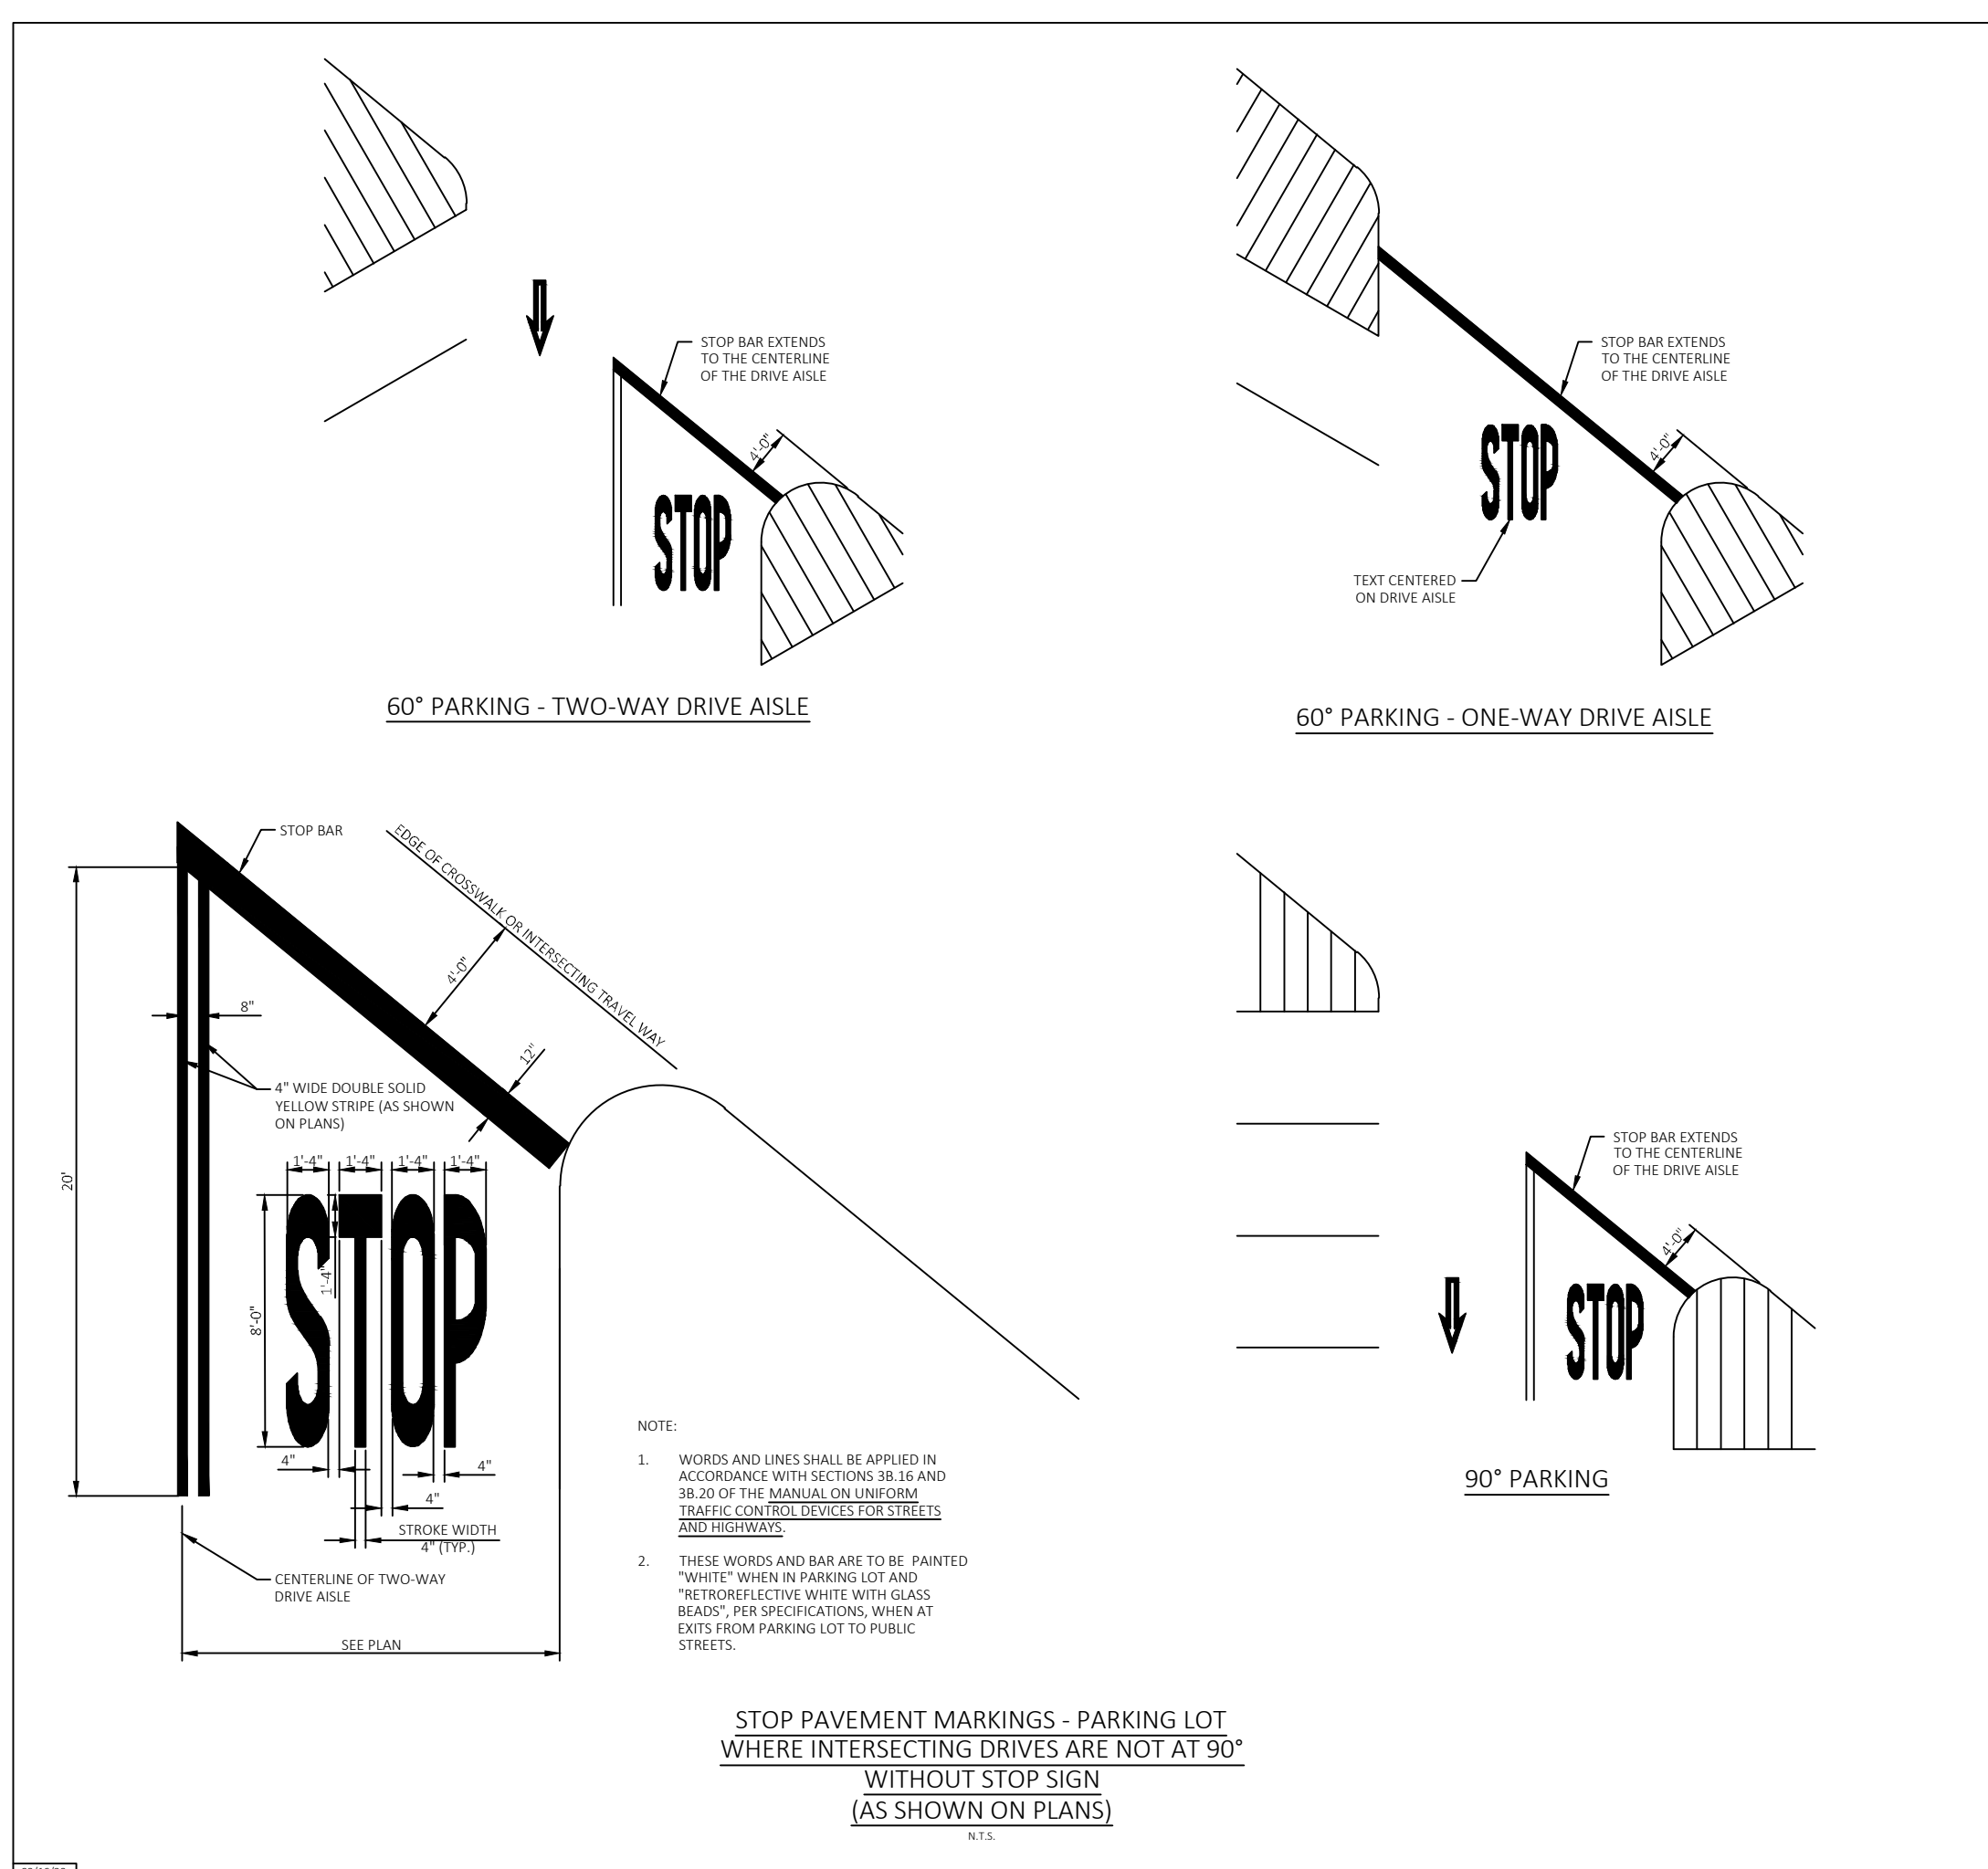 STOP BAR EXTENDS
TO THE CENTERLINE
OF THE DRIVE AISLE
4'-0"
STOP
60° PARKING - TWO-WAY DRIVE AISLE
STOP BAR EXTENDS
TO THE CENTERLINE
OF THE DRIVE AISLE
4'-0"
STOP
TEXT CENTERED
ON DRIVE AISLE
60° PARKING - ONE-WAY DRIVE AISLE
STOP BAR
EDGE OF CROSSWALK OR INTERSECTING TRAVEL WAY
4'-0"
12"
8"
4" WIDE DOUBLE SOLID
YELLOW STRIPE (AS SHOWN
ON PLANS)
20'
1'-4" 1'-4" 1'-4" 1'-4"
1'-4"
8'-0"
STOP
4"
4"
4"
STROKE WIDTH
4" (TYP.)
CENTERLINE OF TWO-WAY
DRIVE AISLE
SEE PLAN
NOTE:
1. WORDS AND LINES SHALL BE APPLIED IN
ACCORDANCE WITH SECTIONS 3B.16 AND
3B.20 OF THE MANUAL ON UNIFORM
TRAFFIC CONTROL DEVICES FOR STREETS
AND HIGHWAYS.
2. THESE WORDS AND BAR ARE TO BE PAINTED
"WHITE" WHEN IN PARKING LOT AND
"RETROREFLECTIVE WHITE WITH GLASS
BEADS", PER SPECIFICATIONS, WHEN AT
EXITS FROM PARKING LOT TO PUBLIC
STREETS.
STOP BAR EXTENDS
TO THE CENTERLINE
OF THE DRIVE AISLE
4'-0"
STOP
90° PARKING
STOP PAVEMENT MARKINGS - PARKING LOT
WHERE INTERSECTING DRIVES ARE NOT AT 90°
WITHOUT STOP SIGN
(AS SHOWN ON PLANS)
N.T.S.